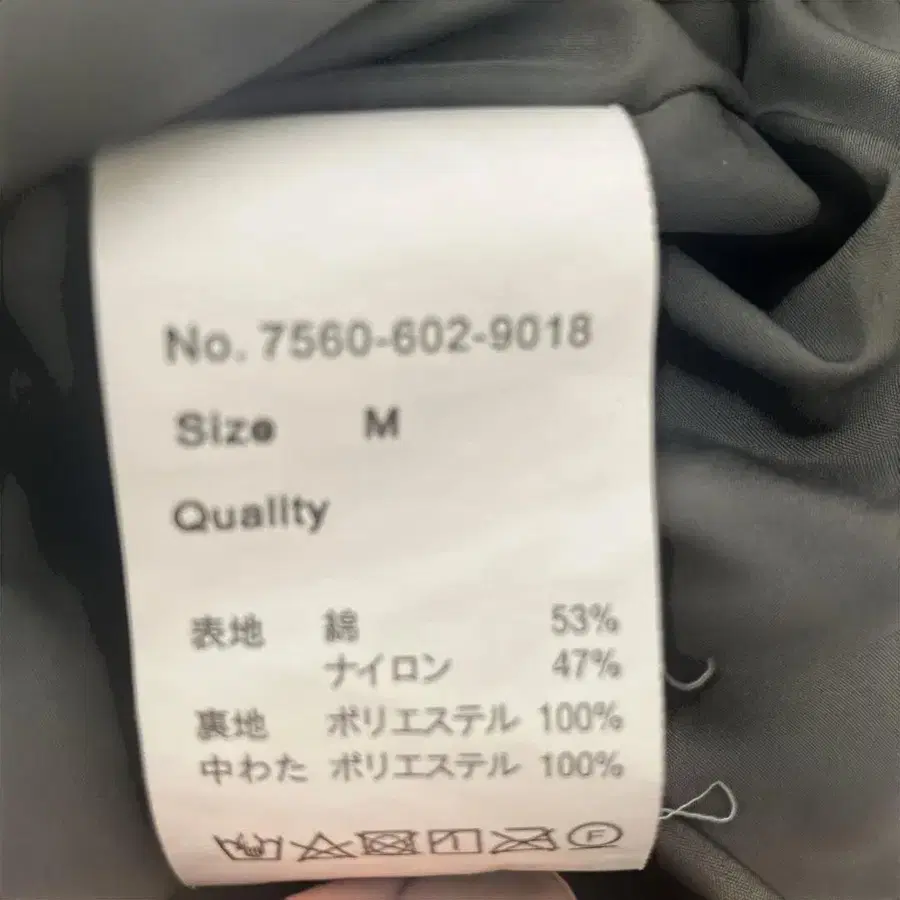 No. 7560-602-9018
Size M
Quality
表地 綿 53%
ナイロン 47%
裏地 ポリエステル 100%
中わた ポリエステル 100%
F